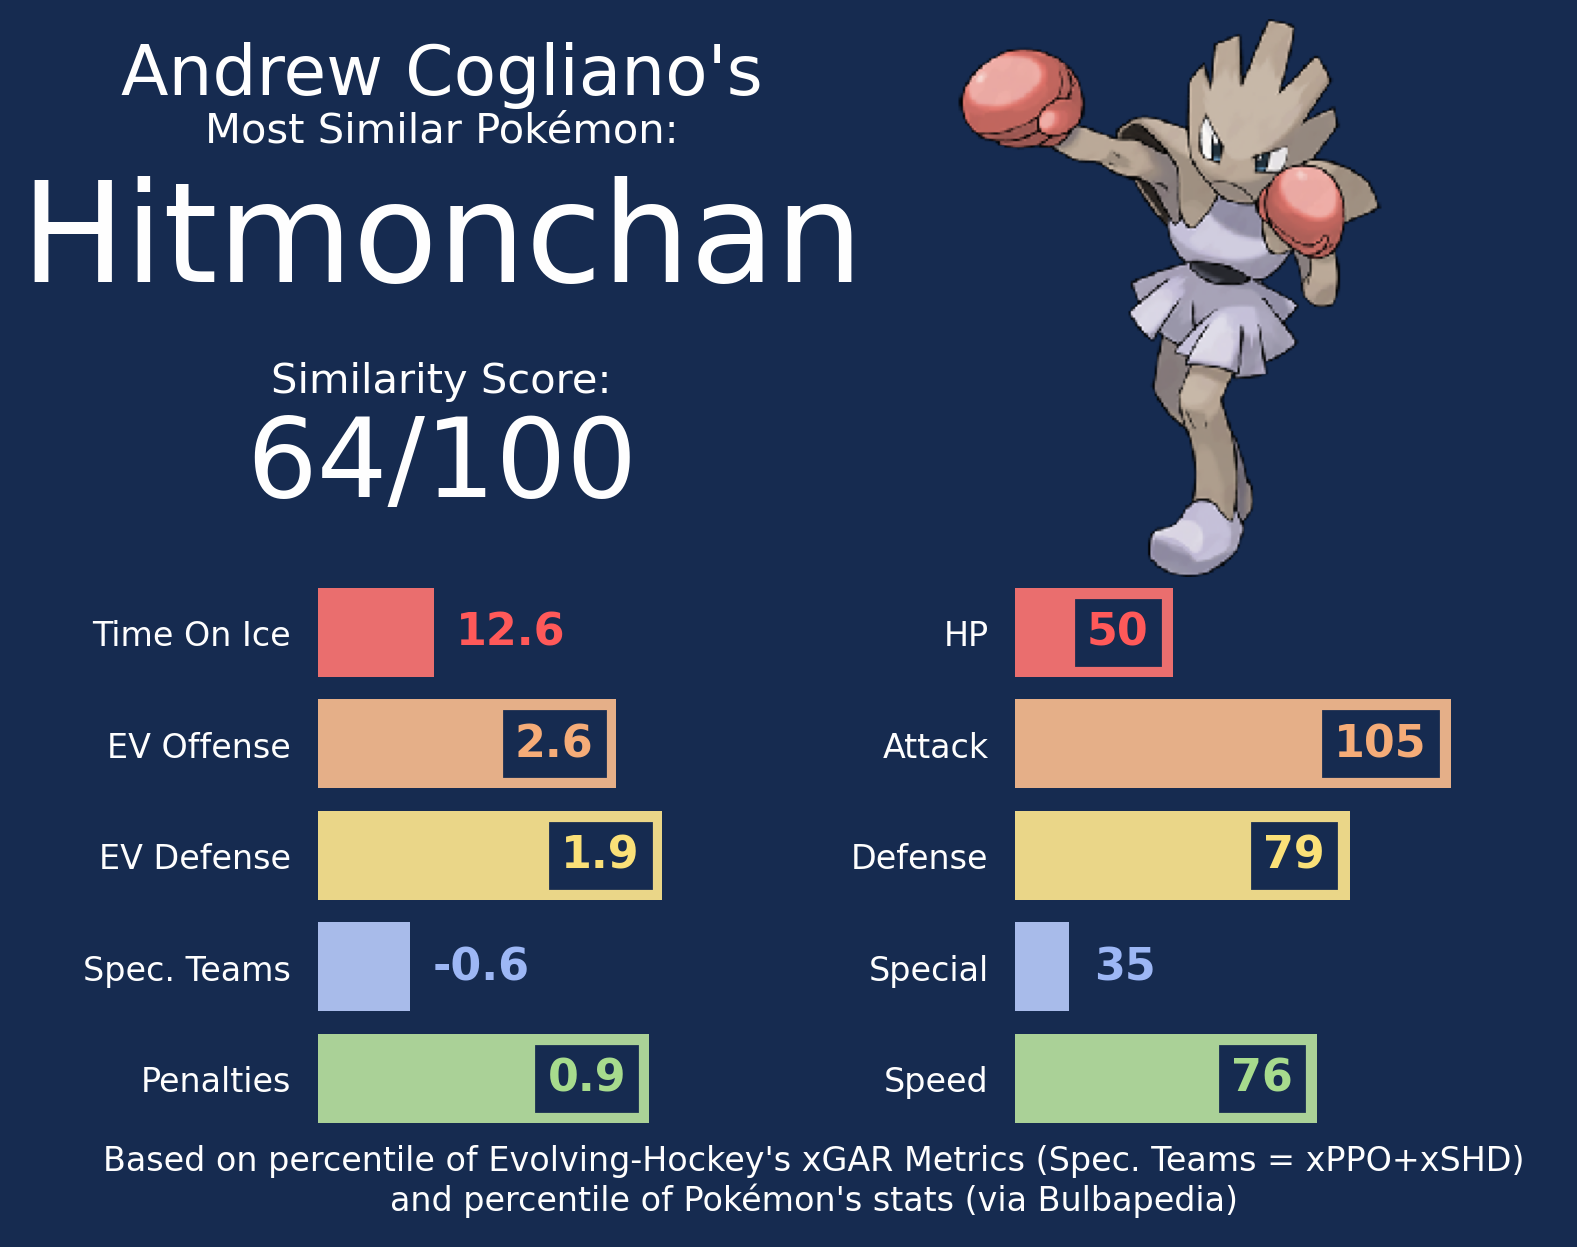 Andrew Cogliano's
Most Similar Pokémon:
Hitmonchan
Similarity Score:
64/100
Time On Ice 12.6
EV Offense 2.6
EV Defense 1.9
Spec. Teams -0.6
Penalties 0.9
HP 50
Attack 105
Defense 79
Special 35
Speed 76
Based on percentile of Evolving-Hockey's xGAR Metrics (Spec. Teams = xPPO+xSHD)
and percentile of Pokémon's stats (via Bulbapedia)